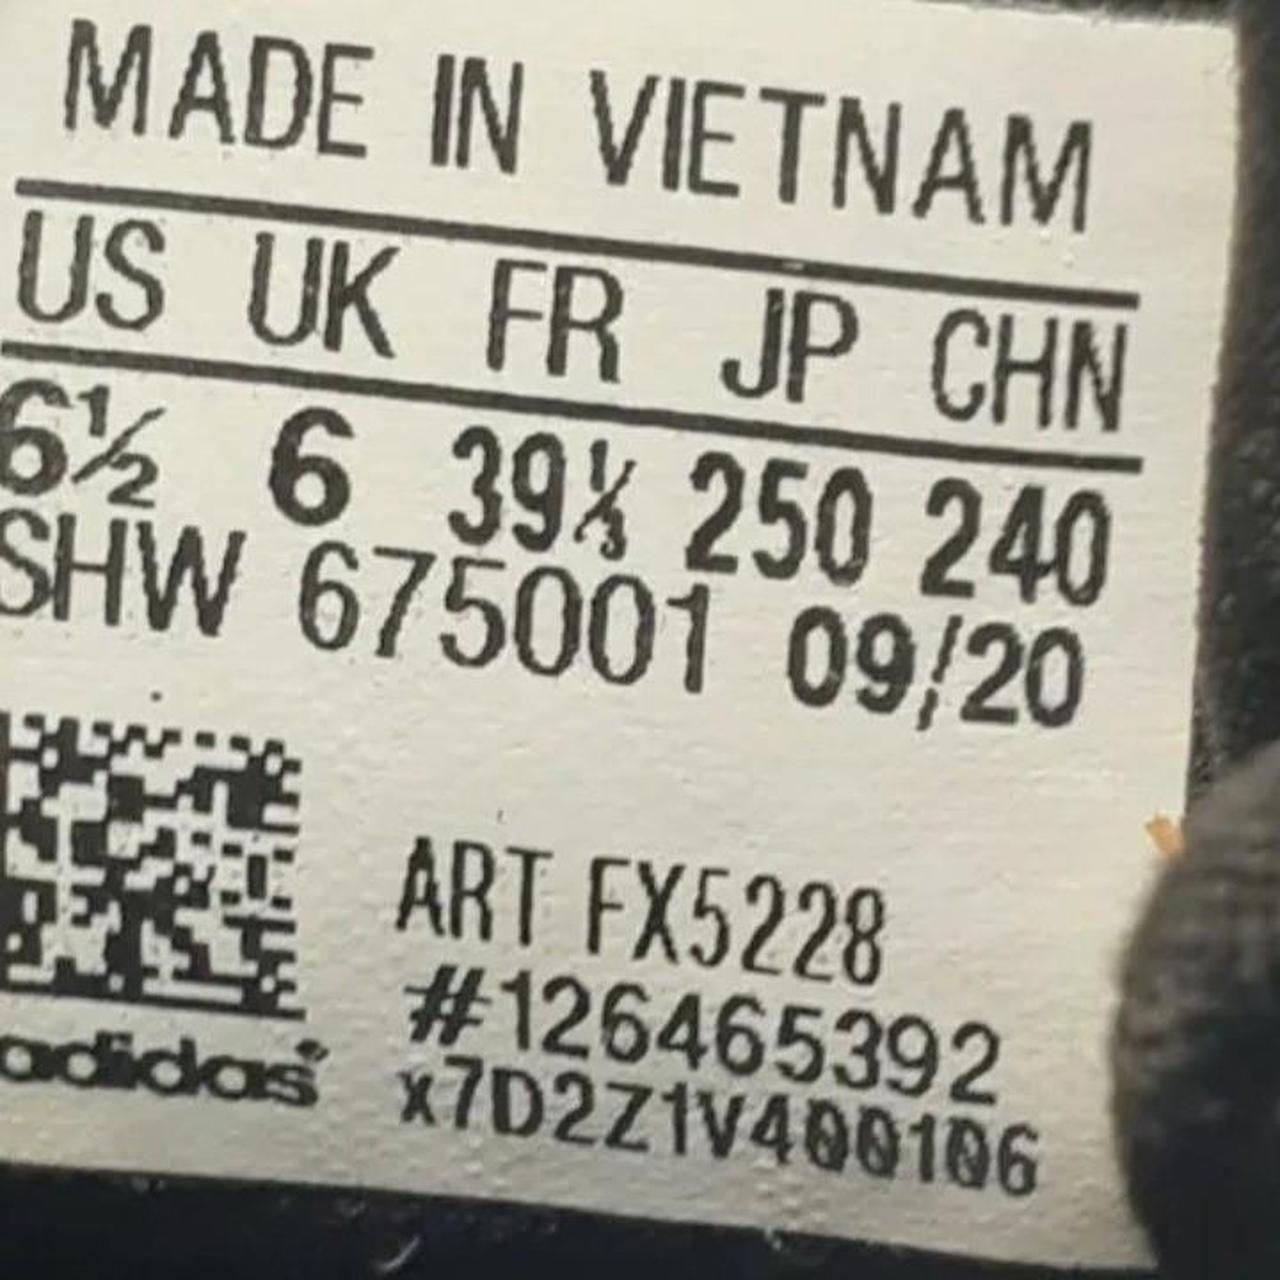 MADE IN VIETNAM
US UK FR JP CHN
6½ 6 39⅓ 250 240
SHW 675001 09/20
ART FX5228
#126465392
x7D2Z1V400106
adidas